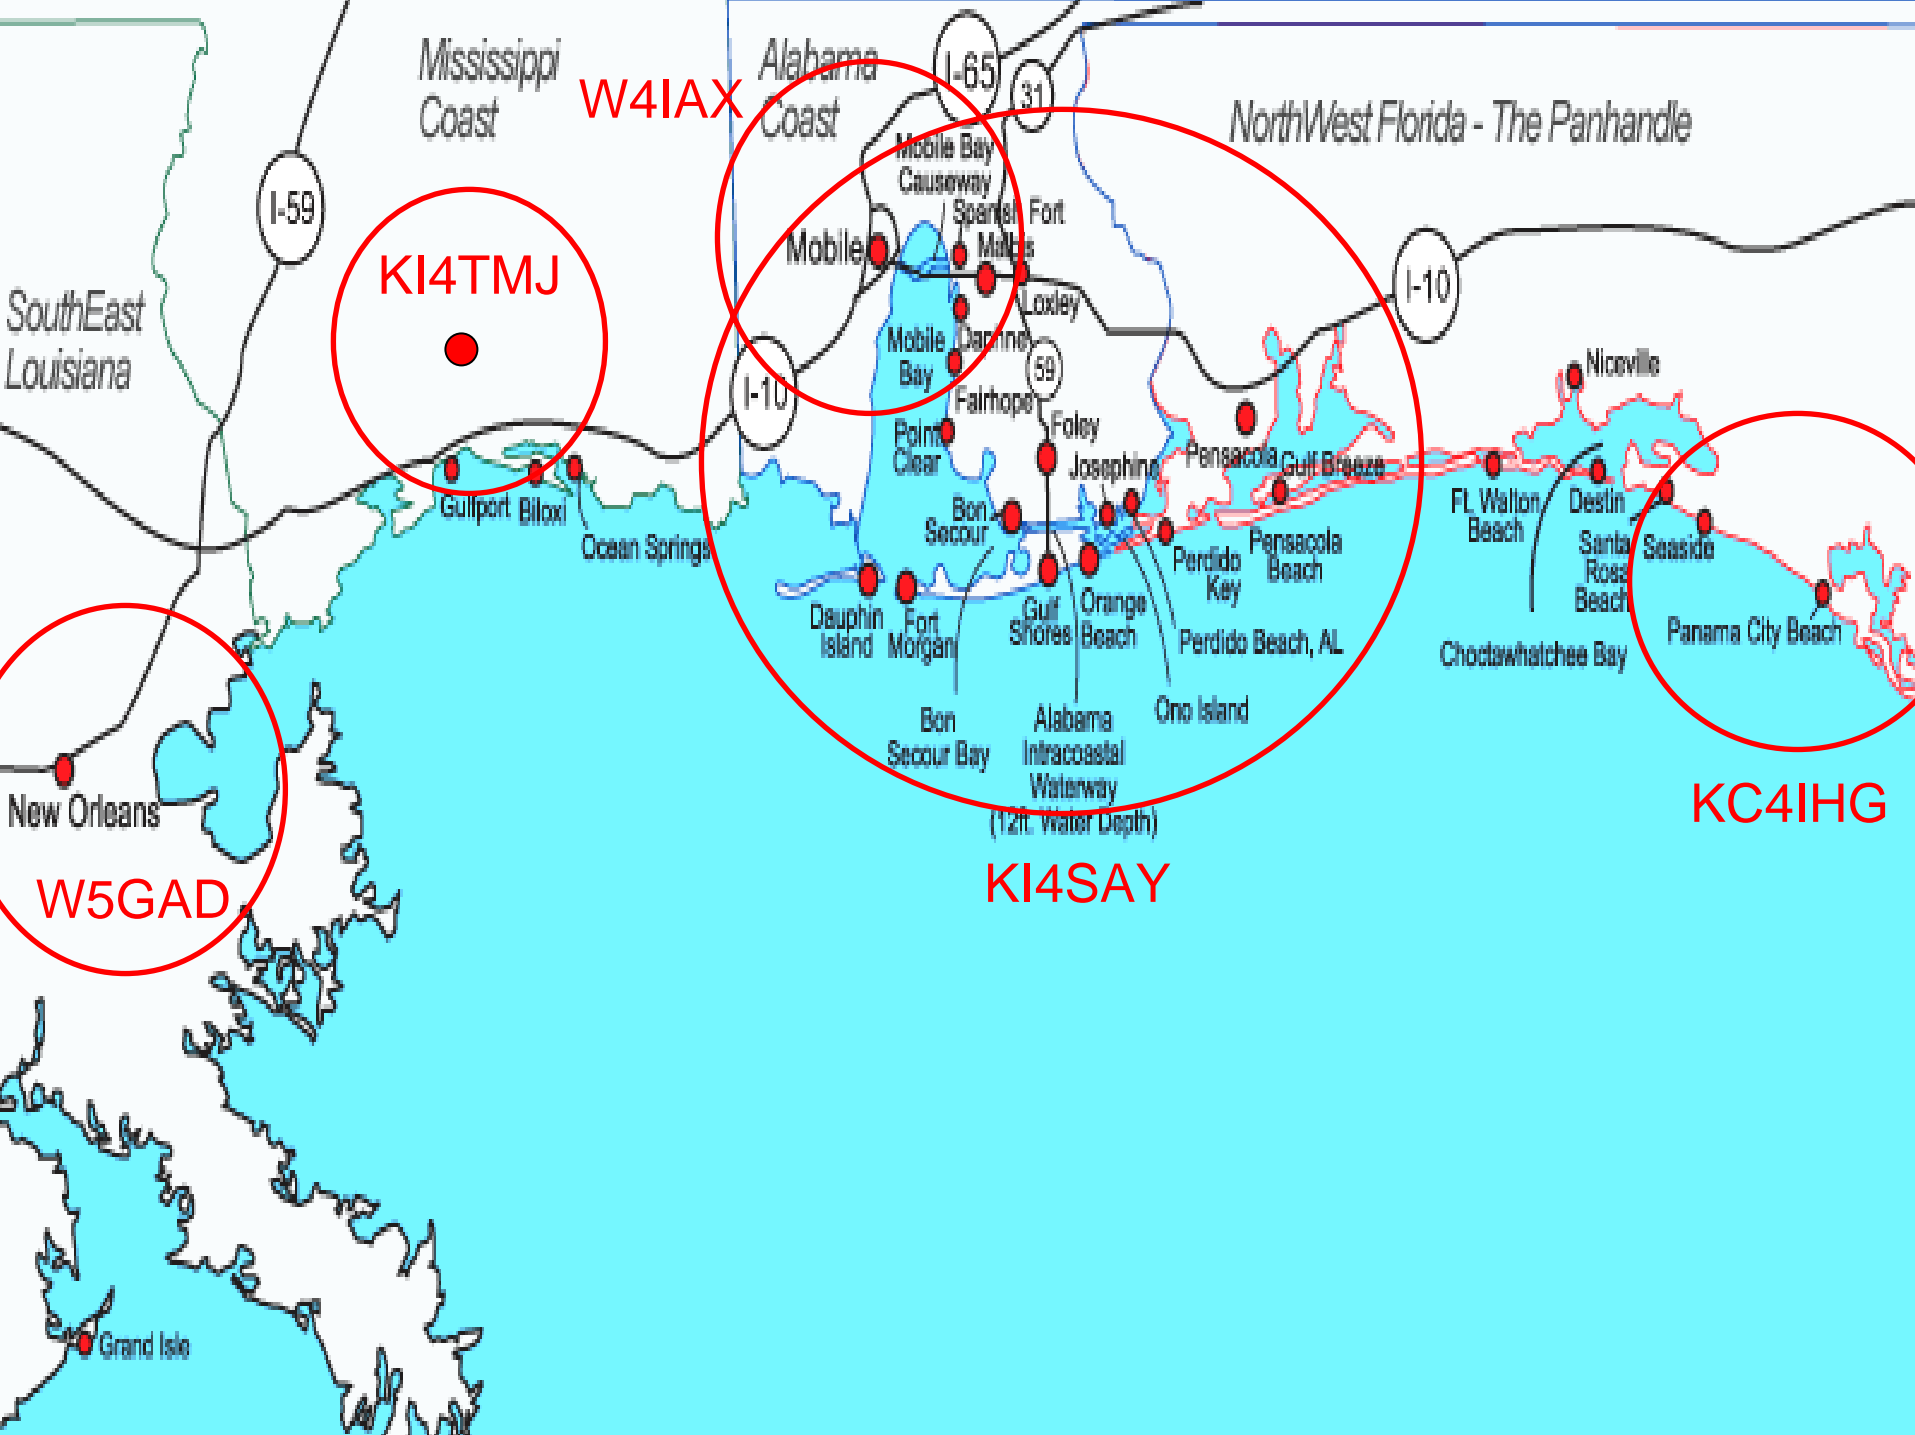 Mississippi
Coast
W4IAX
Alabama
Coast
I-65
31
NorthWest Florida - The Panhandle
Mobile Bay
Causeway
I-59
KI4TMJ
Spanish Fort
Mobile
Malbis
Loxley
I-10
SouthEast
Louisiana
Mobile
Bay
Daphne
59
I-10
Niceville
Fairhope
Foley
Point
Clear
Josephine
Pensacola
Gulf Breeze
Gulfport
Biloxi
Ocean Springs
Bon
Secour
Perdido
Key
Pensacola
Beach
Ft. Walton
Beach
Destin
Santa
Rosa
Beach
Seaside
Dauphin
Island
Fort
Morgan
Gulf
Shores
Orange
Beach
Perdido Beach, AL
Choctawhatchee Bay
Panama City Beach
Bon
Secour Bay
Alabama
Intracoastal
Waterway
(12ft. Water Depth)
Ono Island
New Orleans
W5GAD
KI4SAY
KC4IHG
Grand Isle